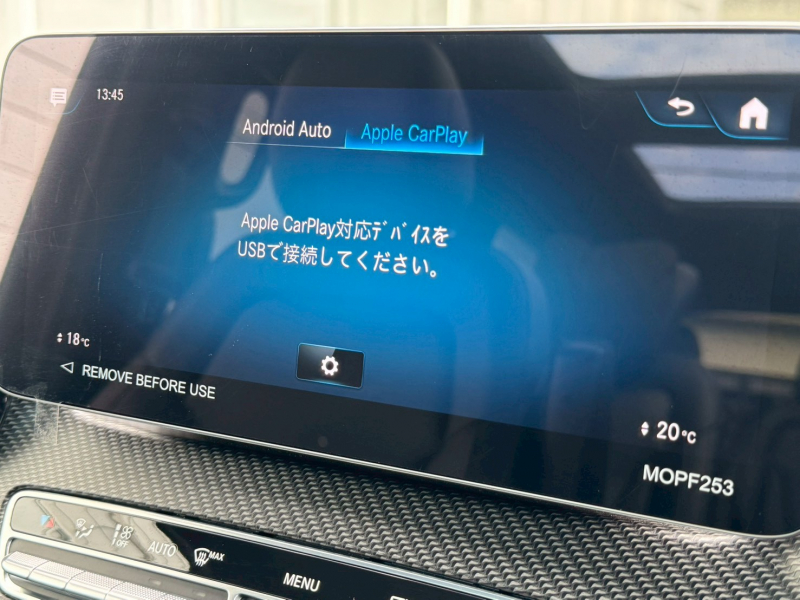 13:45
Android Auto
Apple CarPlay
Apple CarPlay対応ﾃﾞﾊﾞｲｽを
USBで接続してください。
18℃
REMOVE BEFORE USE
20℃
MOPF253
OFF
AUTO
MAX
MENU